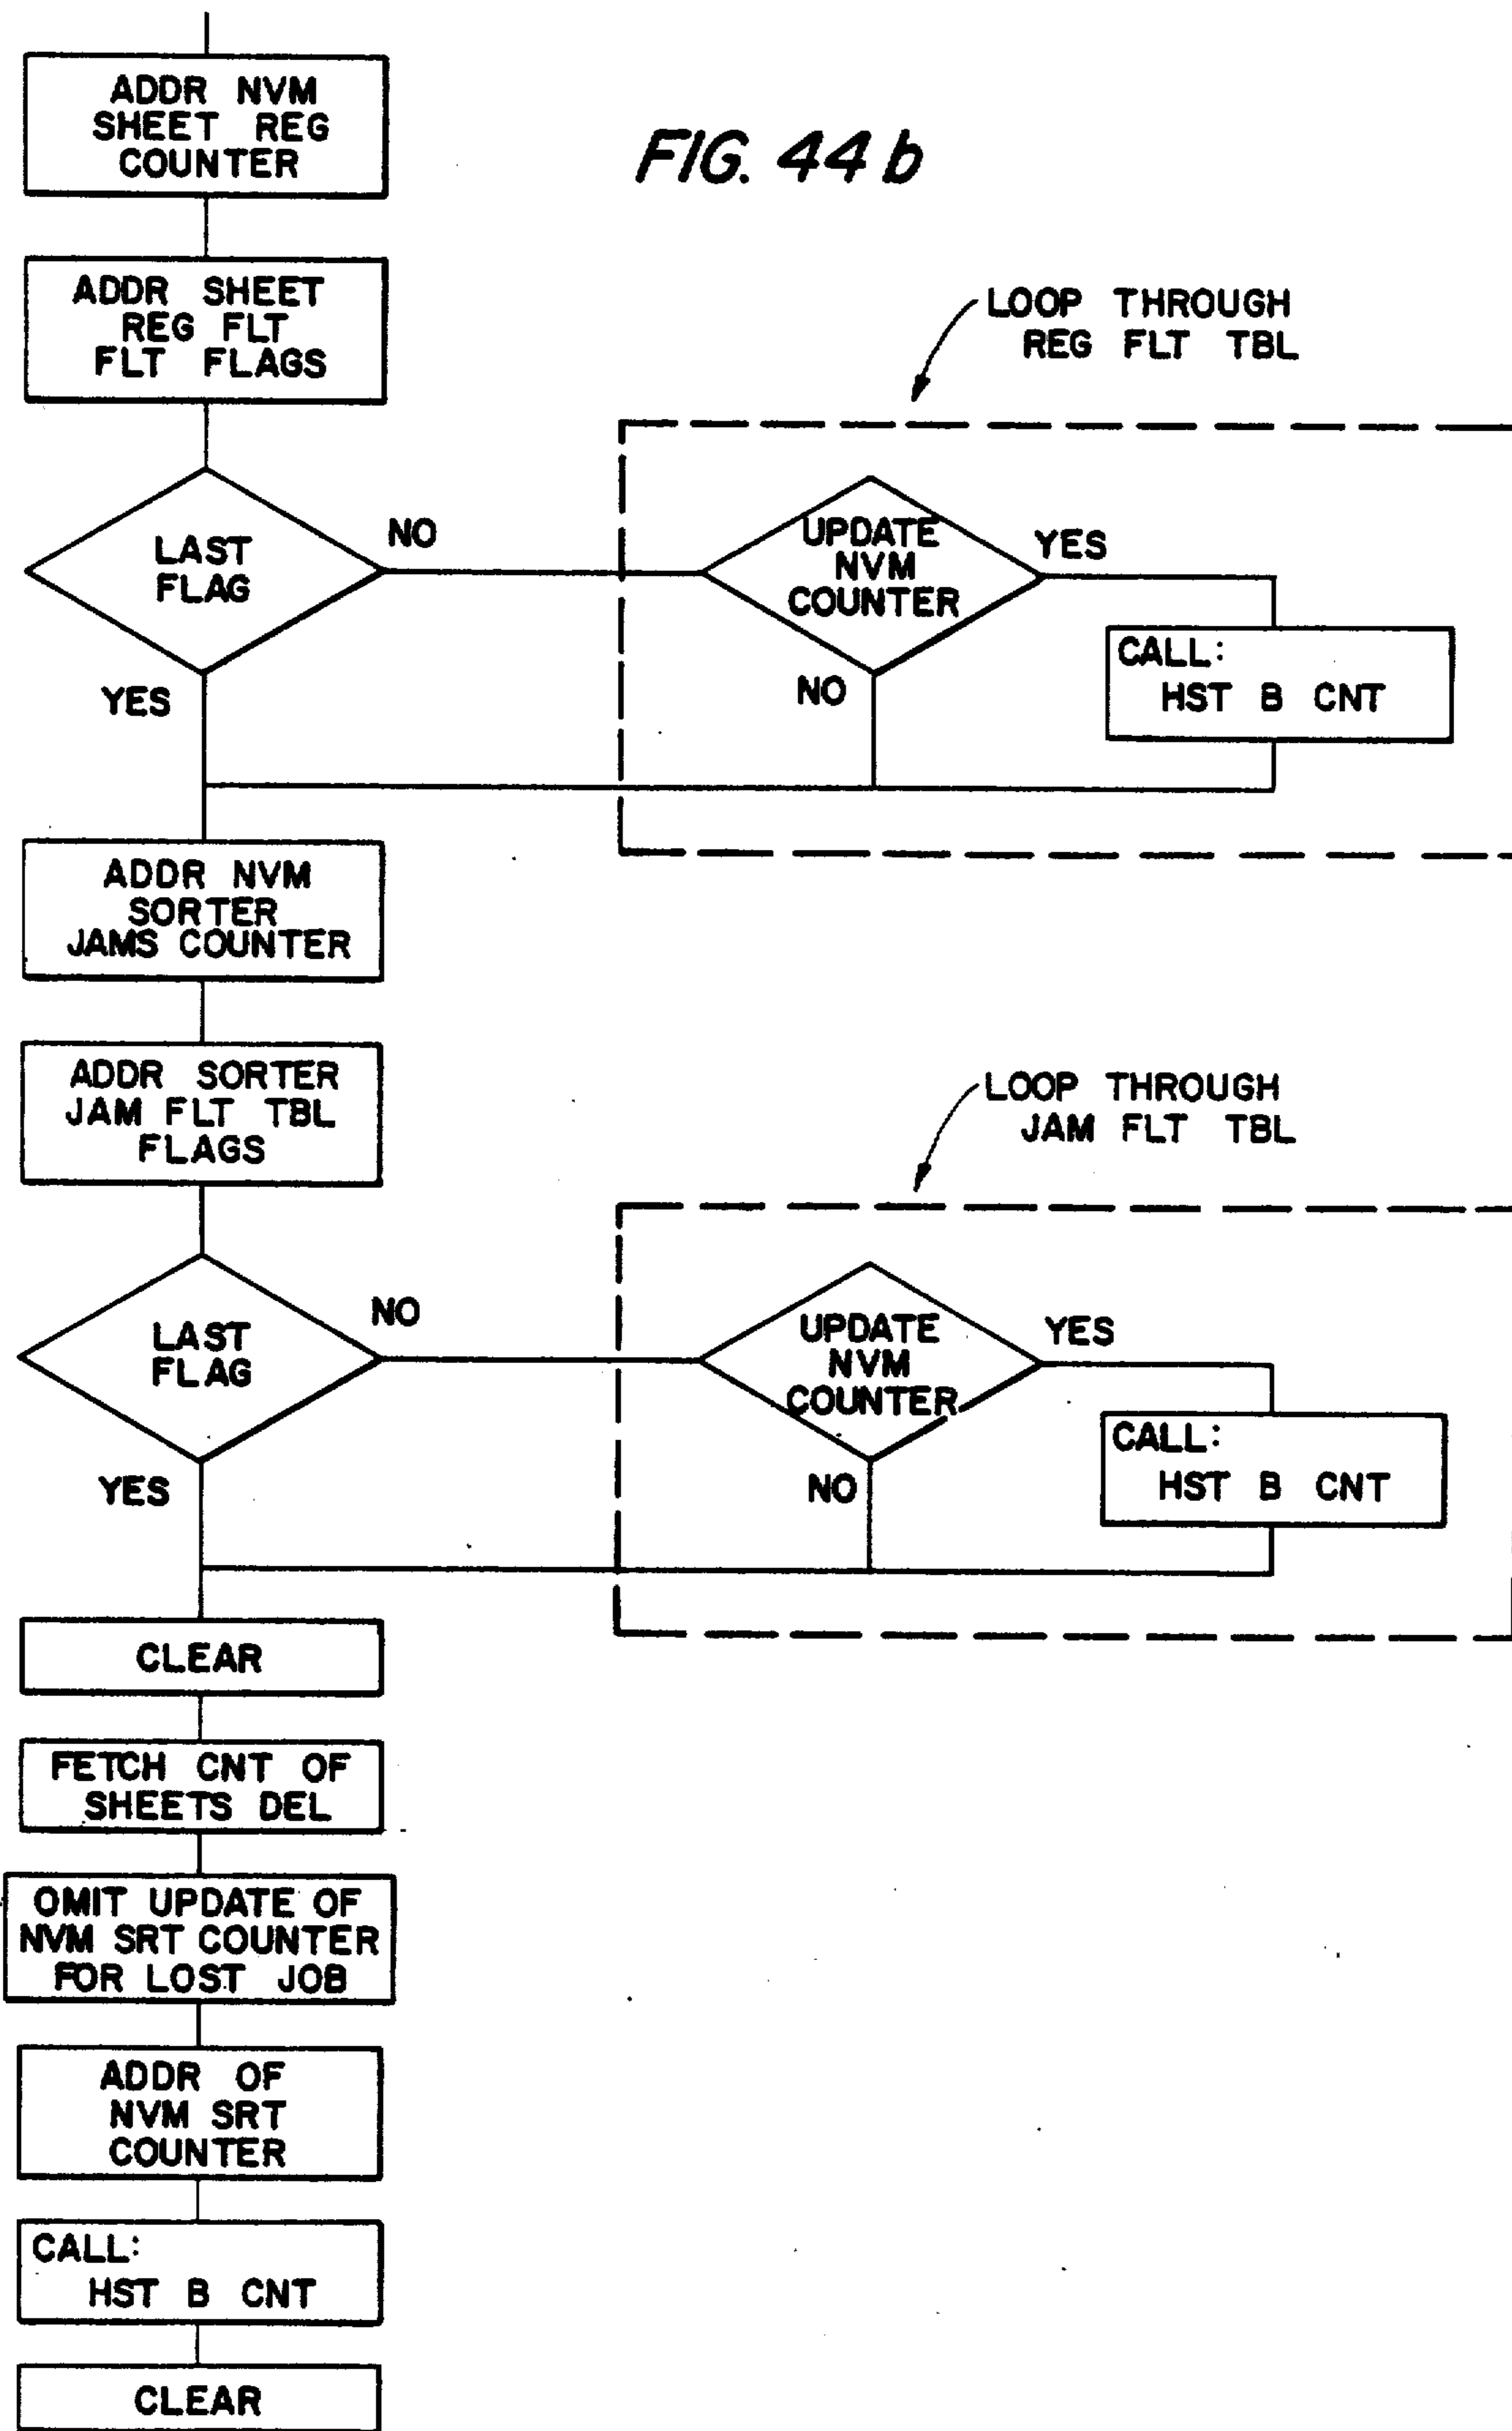 FIG. 44 b
ADDR NVM
SHEET REG
COUNTER
ADDR SHEET
REG FLT
FLT FLAGS
LOOP THROUGH
REG FLT TBL
LAST
FLAG
NO
YES
UPDATE
NVM
COUNTER
YES
NO
CALL:
HST B CNT
ADDR NVM
SORTER
JAMS COUNTER
ADDR SORTER
JAM FLT TBL
FLAGS
LOOP THROUGH
JAM FLT TBL
LAST
FLAG
NO
YES
UPDATE
NVM
COUNTER
YES
NO
CALL:
HST B CNT
CLEAR
FETCH CNT OF
SHEETS DEL
OMIT UPDATE OF
NVM SRT COUNTER
FOR LOST JOB
ADDR OF
NVM SRT
COUNTER
CALL:
HST B CNT
CLEAR